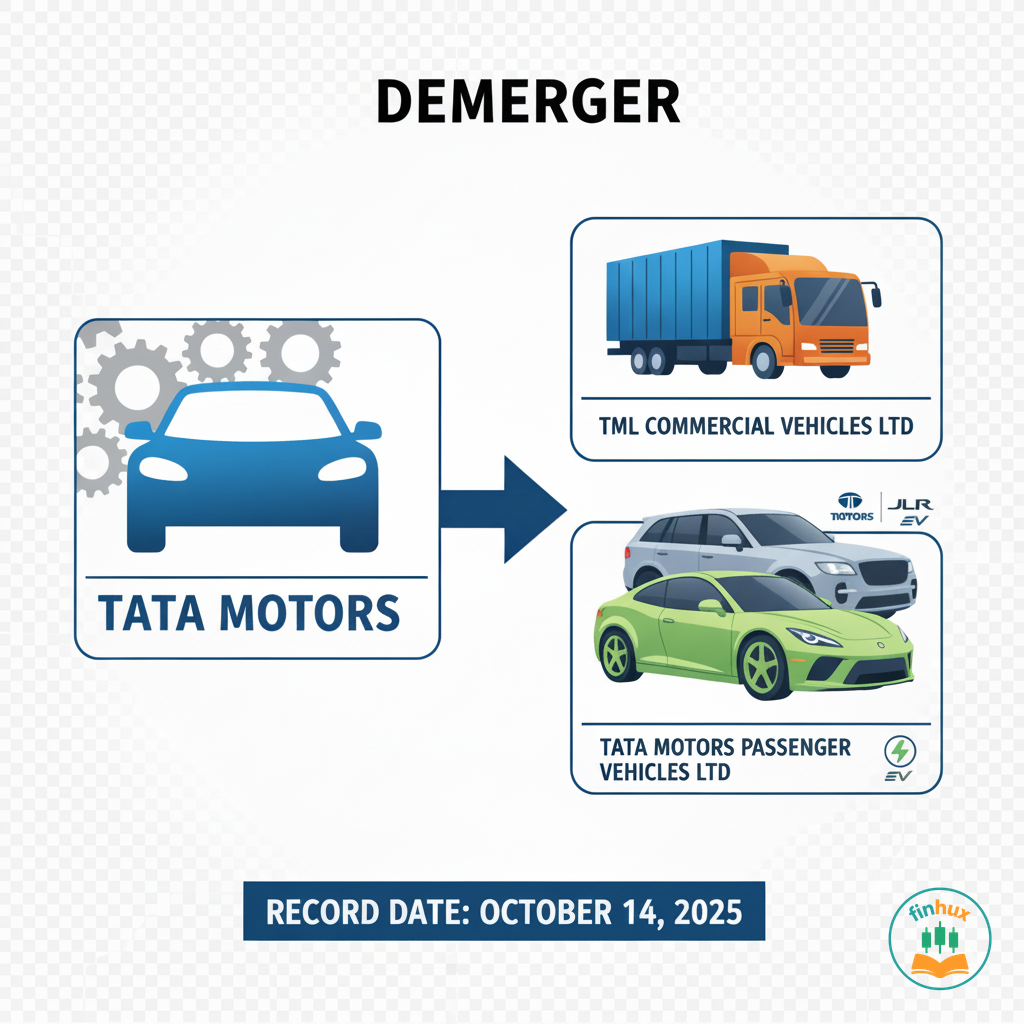 DEMERGER
TATA MOTORS
TML COMMERCIAL VEHICLES LTD
JLR
EV
TATA MOTORS PASSENGER
VEHICLES LTD
EV
RECORD DATE: OCTOBER 14, 2025
finhux